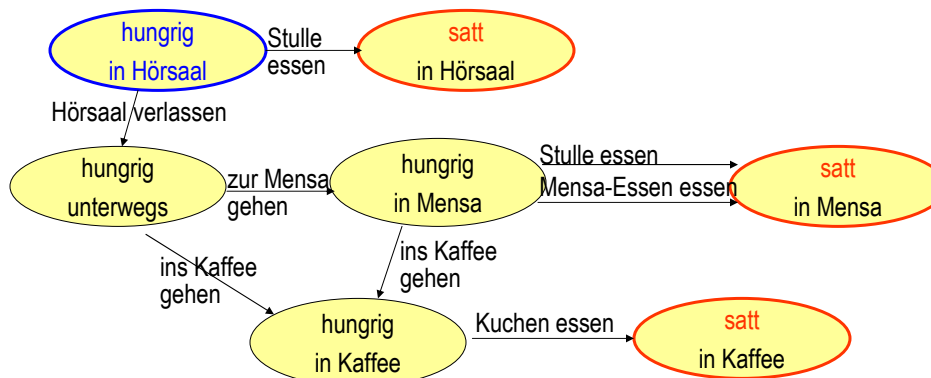 hungrig
in Hörsaal
Stulle
essen
satt
in Hörsaal
Hörsaal verlassen
hungrig
unterwegs
zur Mensa
gehen
hungrig
in Mensa
Stulle essen
Mensa-Essen essen
satt
in Mensa
ins Kaffee
gehen
ins Kaffee
gehen
hungrig
in Kaffee
Kuchen essen
satt
in Kaffee